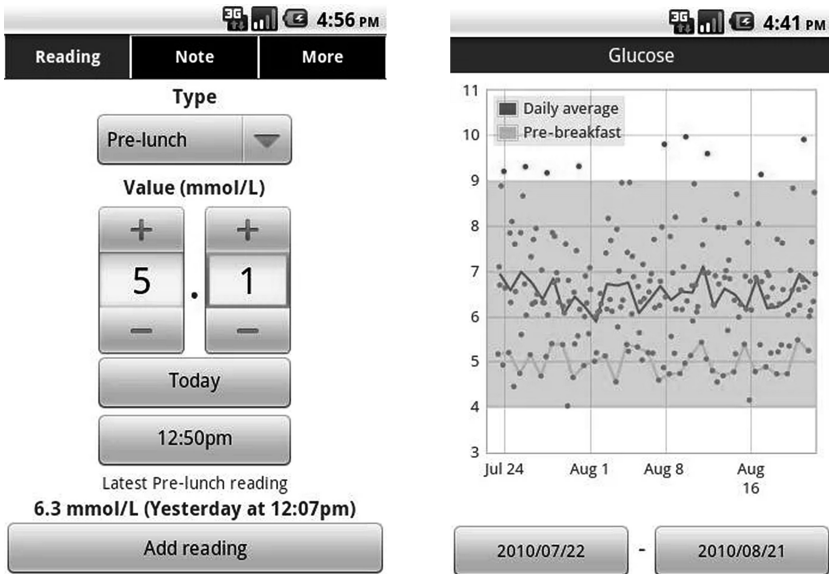 3G 4:56 PM
Reading Note More
Type
Pre-lunch
Value (mmol/L)
+ +
5 . 1
− −
Today
12:50pm
Latest Pre-lunch reading
6.3 mmol/L (Yesterday at 12:07pm)
Add reading
3G 4:41 PM
Glucose
11
10
9
8
7
6
5
4
3
Daily average
Pre-breakfast
Jul 24 Aug 1 Aug 8 Aug
16
2010/07/22 - 2010/08/21